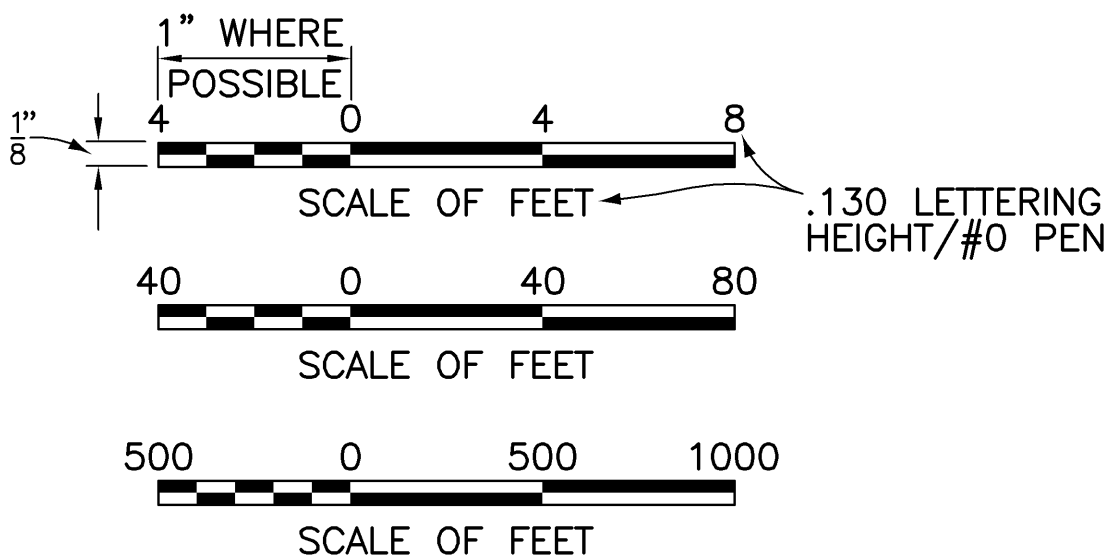 1” WHERE
POSSIBLE
4 0 4 8
1”
8
SCALE OF FEET
.130 LETTERING
HEIGHT/#0 PEN
40 0 40 80
SCALE OF FEET
500 0 500 1000
SCALE OF FEET